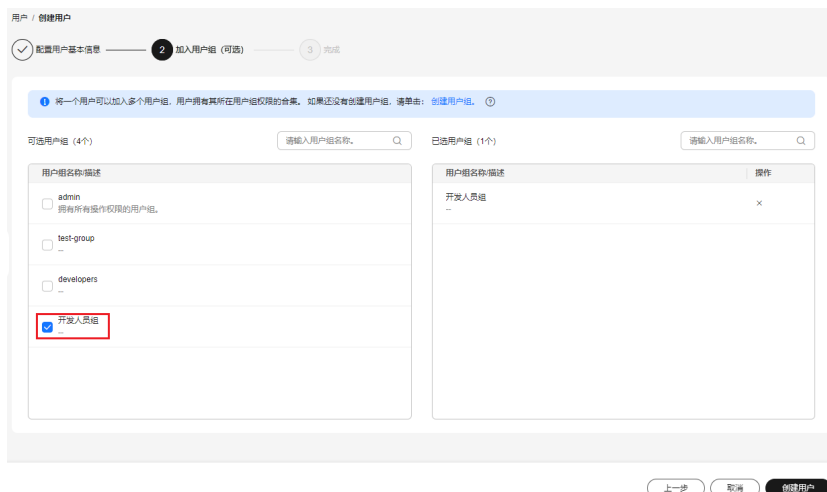 用户 / 创建用户
配置用户基本信息
2 加入用户组（可选）
3 完成
将一个用户可以加入多个用户组，用户拥有其所在用户组权限的合集。如果还没有创建用户组，请单击：创建用户组。
可选用户组（4个）
请输入用户组名称。
用户组名称/描述
admin
拥有所有操作权限的用户组。
test-group
--
developers
--
开发人员组
--
已选用户组（1个）
请输入用户组名称。
用户组名称/描述 操作
开发人员组
--
上一步 取消 创建用户